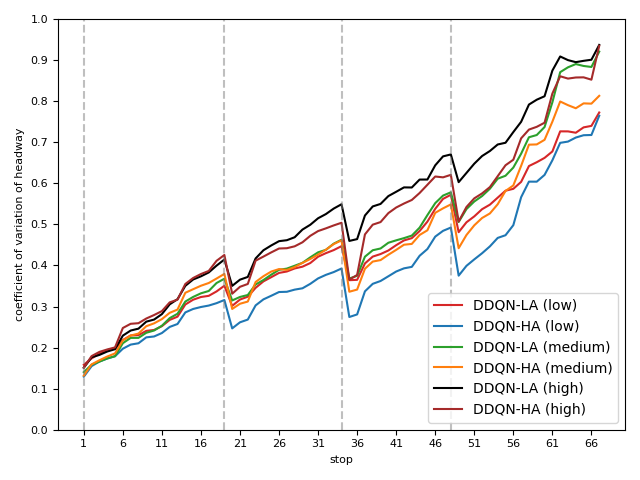 coefficient of variation of headway
1.0
0.9
0.8
0.7
0.6
0.5
0.4
0.3
0.2
0.1
0.0
DDQN-LA (low)
DDQN-HA (low)
DDQN-LA (medium)
DDQN-HA (medium)
DDQN-LA (high)
DDQN-HA (high)
1 6 11 16 21 26 31 36 41 46 51 56 61 66
stop